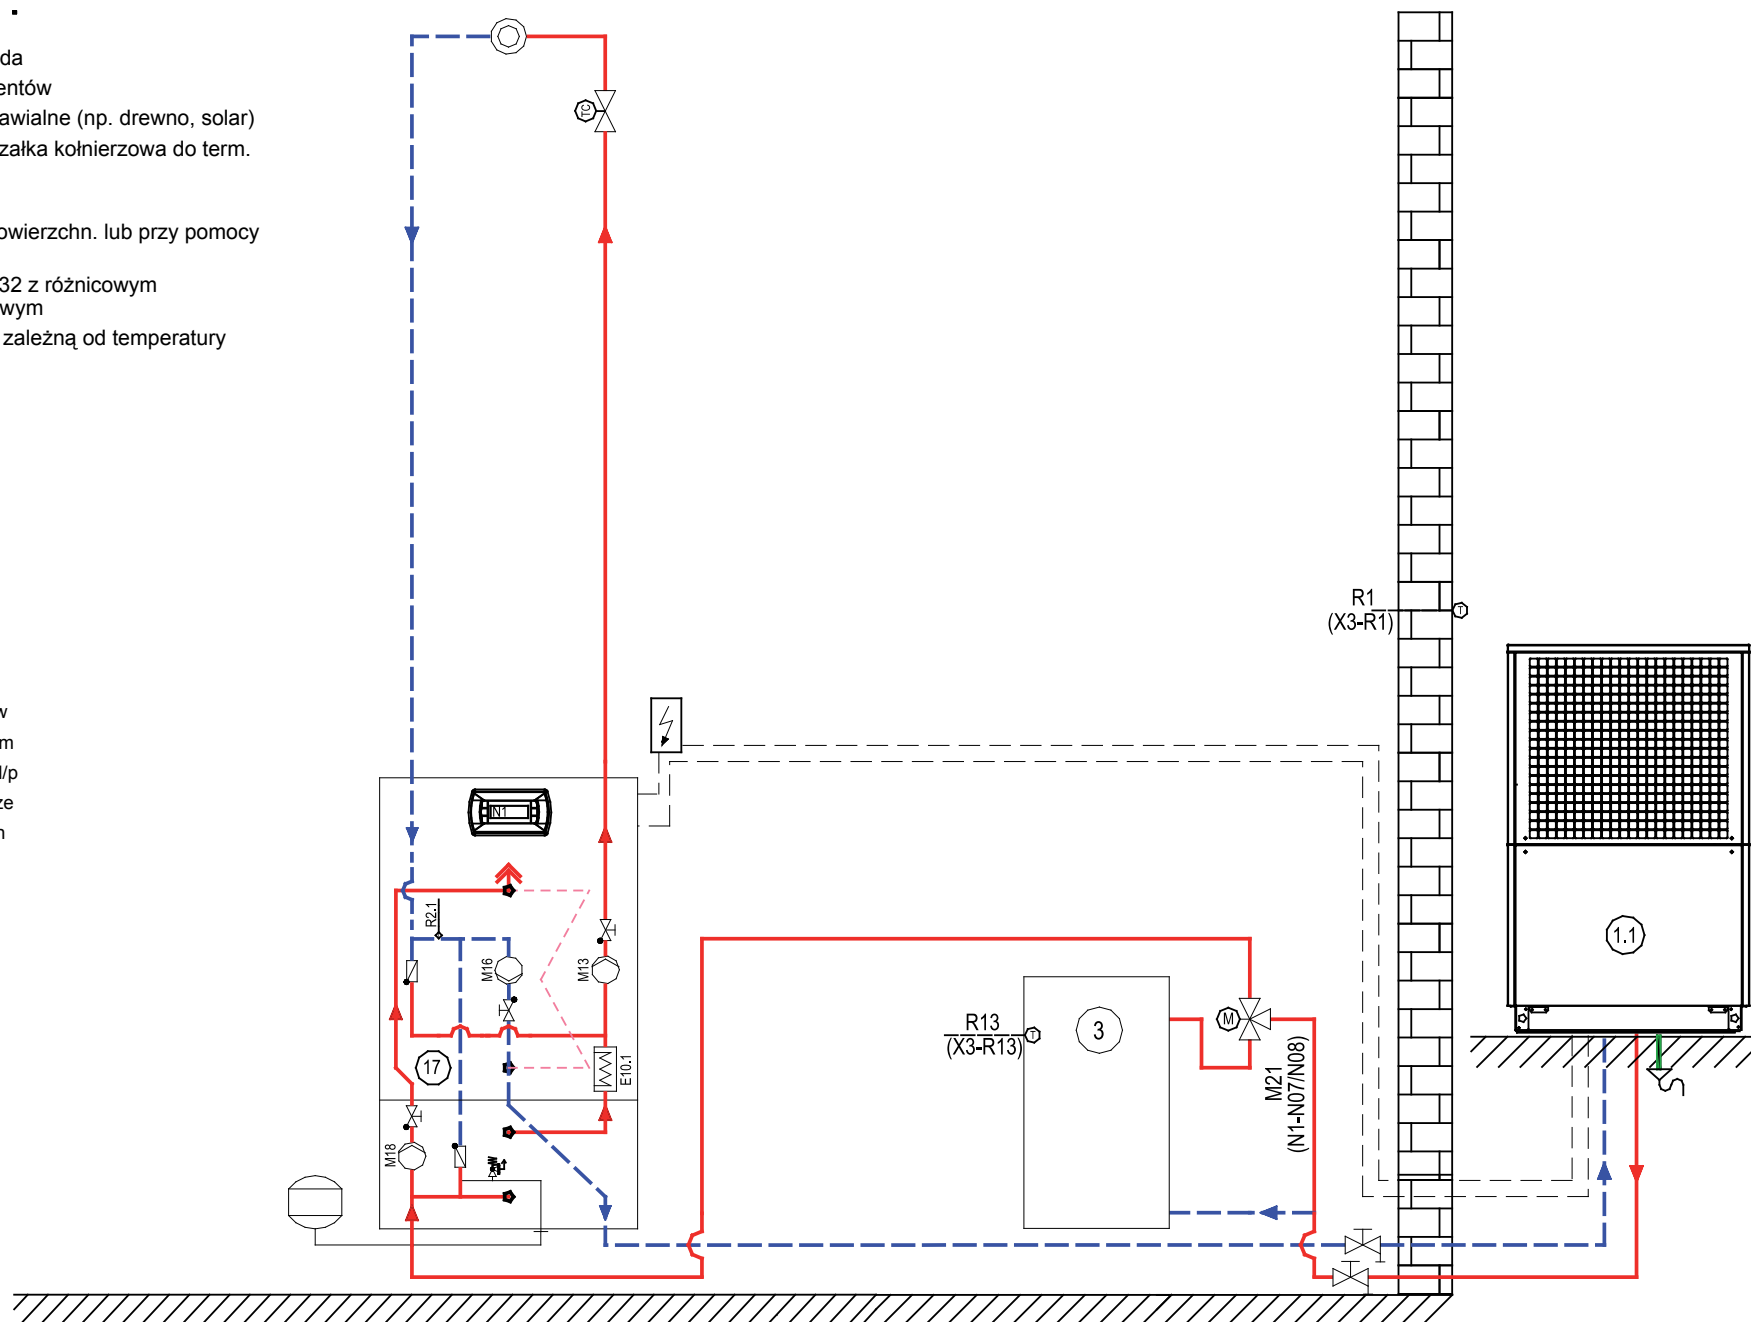 da
entów
awialne (np. drewno, solar)
załka kołnierzowa do term.
owierzchn. lub przy pomocy
32 z różnicowym
wym
zależną od temperatury
w
m
l/p
ze
n
TC
R1
(X3-R1)
N1
R2.1
M16
M13
1.1
R13
(X3-R13)
T
T
3
M
M21
(N1-N07/N08)
17
E10.1
M18